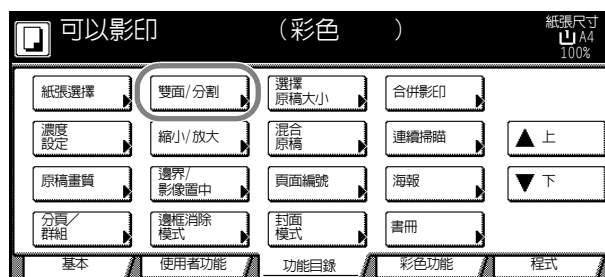 可以影印 (彩色 )
紙張尺寸
A4
100%
紙張選擇
雙面/分割
選擇
原稿大小
合併影印
濃度
設定
縮小/放大
混合
原稿
連續掃瞄
▲ 上
原稿畫質
邊界/
影像置中
頁面編號
海報
▼ 下
分頁/
群組
邊框消除
模式
封面
模式
書冊
基本
使用者功能
功能目錄
彩色功能
程式